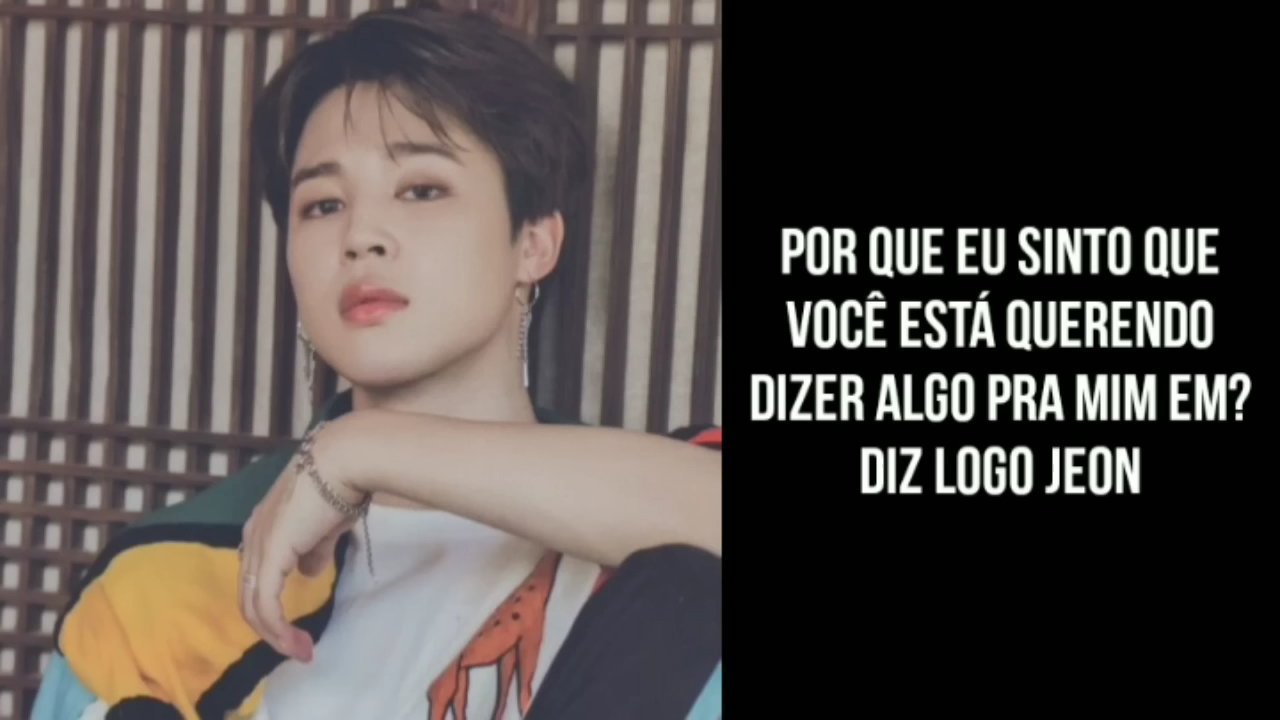 POR QUE EU SINTO QUE
VOCÊ ESTÁ QUERENDO
DIZER ALGO PRA MIM EM?
DIZ LOGO JEON